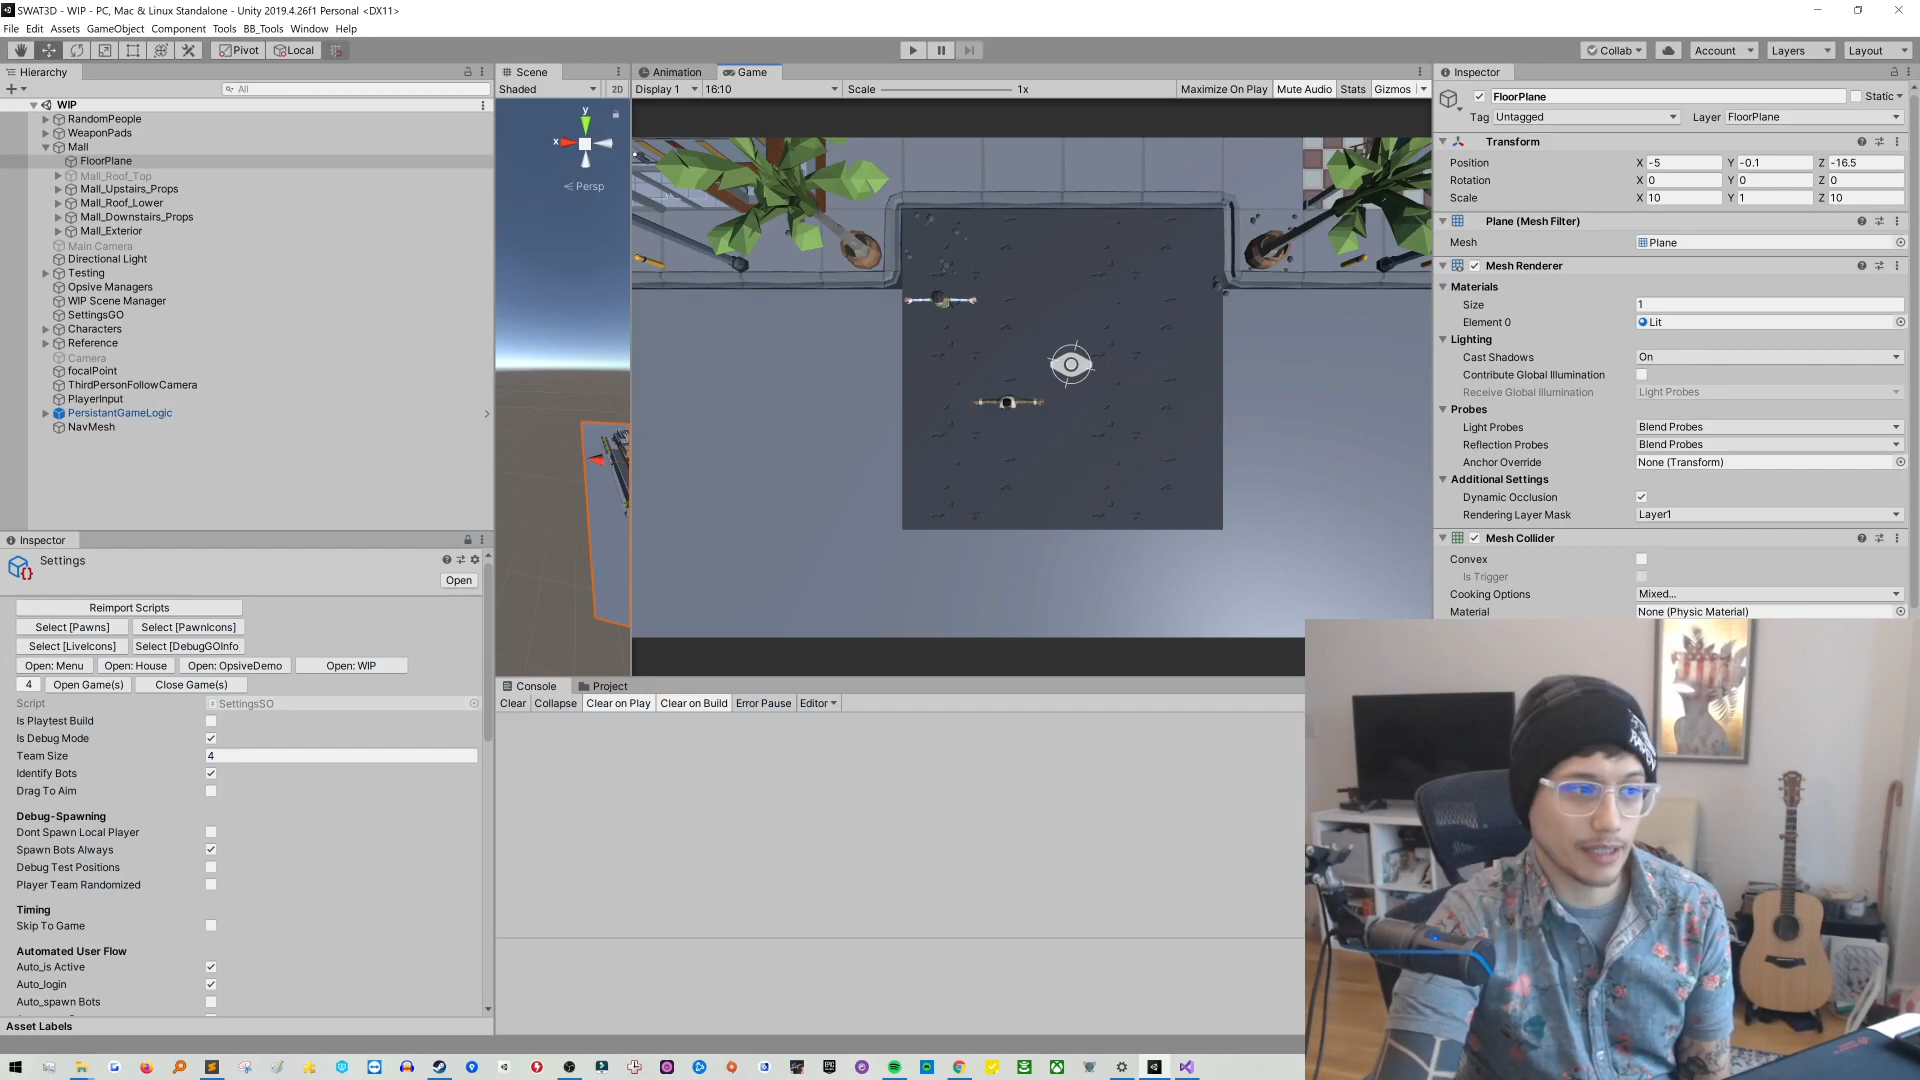 SWAT3D - WIP - PC, Mac & Linux Standalone - Unity 2019.4.26f1 Personal <DX11>
File Edit Assets GameObject Component Tools BB_Tools Window Help
Pivot Local Collab Account Layers Layout
Hierarchy
All
WIP
RandomPeople
WeaponPads
Mall
FloorPlane
Mall_Roof_Top
Mall_Upstairs_Props
Mall_Roof_Lower
Mall_Downstairs_Props
Mall_Exterior
Main Camera
Directional Light
Testing
Opsive Managers
WIP Scene Manager
SettingsGO
Characters
Reference
Camera
focalPoint
ThirdPersonFollowCamera
PlayerInput
PersistantGameLogic
NavMesh
Scene
Shaded 2D
y
x
Persp
Animation Game
Display 1 16:10 Scale 1x Maximize On Play Mute Audio Stats Gizmos
Inspector
FloorPlane Static
Tag Untagged Layer FloorPlane
Transform
Position X -5 Y -0.1 Z -16.5
Rotation X 0 Y 0 Z 0
Scale X 10 Y 1 Z 10
Plane (Mesh Filter)
Mesh Plane
Mesh Renderer
Materials
Size 1
Element 0 Lit
Lighting
Cast Shadows On
Contribute Global Illumination
Receive Global Illumination Light Probes
Probes
Light Probes Blend Probes
Reflection Probes Blend Probes
Anchor Override None (Transform)
Additional Settings
Dynamic Occlusion
Rendering Layer Mask Layer1
Mesh Collider
Convex
Is Trigger
Cooking Options Mixed...
Material None (Physic Material)
Inspector
Settings
Open
Reimport Scripts
Select [Pawns] Select [PawnIcons]
Select [LiveIcons] Select [DebugGOInfo
Open: Menu Open: House Open: OpsiveDemo Open: WIP
4 Open Game(s) Close Game(s)
Script SettingsSO
Is Playtest Build
Is Debug Mode
Team Size 4
Identify Bots
Drag To Aim
Debug-Spawning
Dont Spawn Local Player
Spawn Bots Always
Debug Test Positions
Player Team Randomized
Timing
Skip To Game
Automated User Flow
Auto_is Active
Auto_login
Auto_spawn Bots
Asset Labels
Console Project
Clear Collapse Clear on Play Clear on Build Error Pause Editor